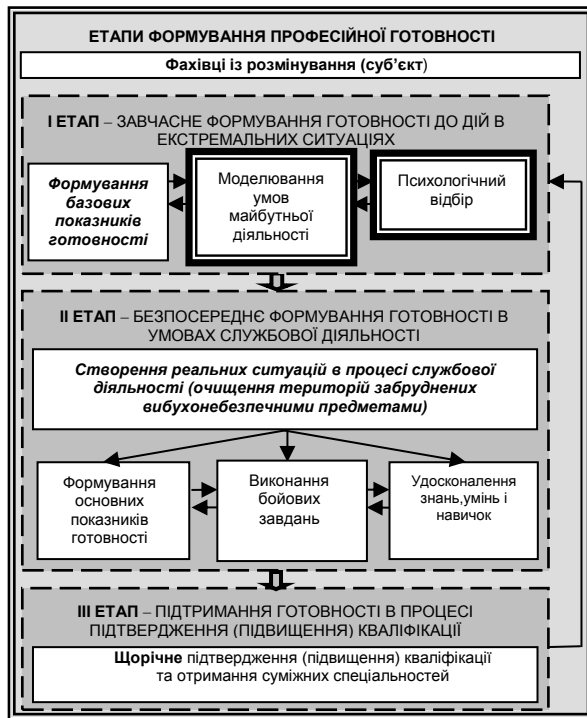 ЕТАПИ ФОРМУВАННЯ ПРОФЕСІЙНОЇ ГОТОВНОСТІ
Фахівці із розмінування (суб’єкт)
І ЕТАП – ЗАВЧАСНЕ ФОРМУВАННЯ ГОТОВНОСТІ ДО ДІЙ В
ЕКСТРЕМАЛЬНИХ СИТУАЦІЯХ
Формування
базових
показників
готовності
Моделювання
умов
майбутньої
діяльності
Психологічний
відбір
ІІ ЕТАП – БЕЗПОСЕРЕДНЄ ФОРМУВАННЯ ГОТОВНОСТІ В
УМОВАХ СЛУЖБОВОЇ ДІЯЛЬНОСТІ
Створення реальних ситуацій в процесі службової
діяльності (очищення територій забруднених
вибухонебезпечними предметами)
Формування
основних
показників
готовності
Виконання
бойових
завдань
Удосконалення
знань,умінь і
навичок
ІІІ ЕТАП – ПІДТРИМАННЯ ГОТОВНОСТІ В ПРОЦЕСІ
ПІДТВЕРДЖЕННЯ (ПІДВИЩЕННЯ) КВАЛІФІКАЦІЇ
Щорічне підтвердження (підвищення) кваліфікації
та отримання суміжних спеціальностей